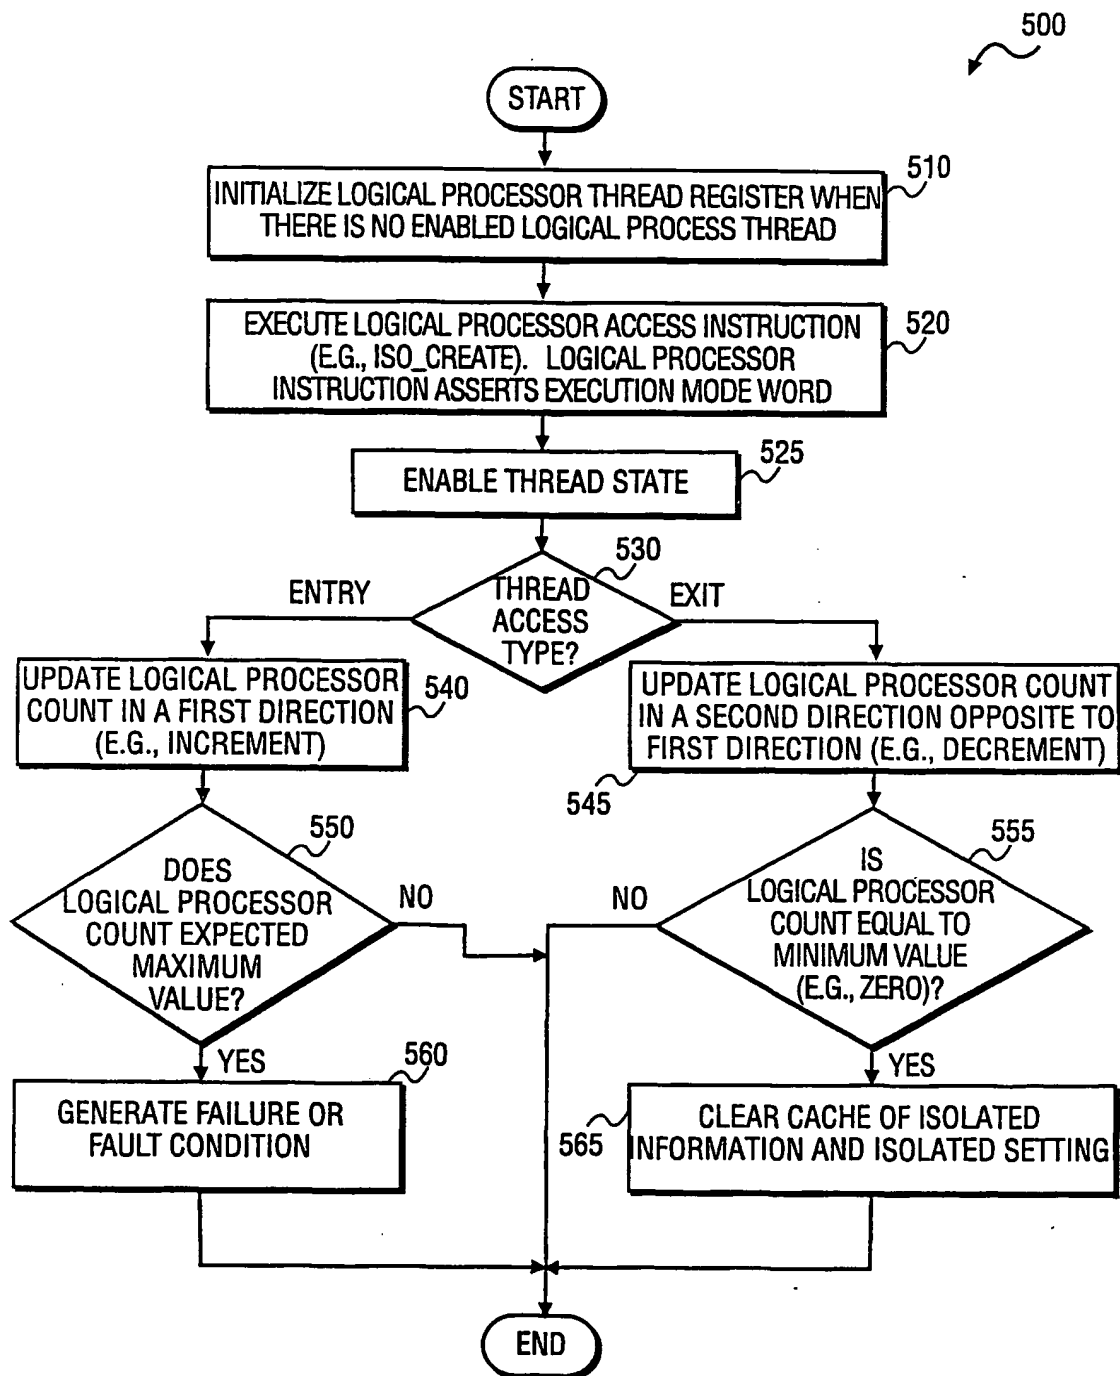 500
START
510
INITIALIZE LOGICAL PROCESSOR THREAD REGISTER WHEN
THERE IS NO ENABLED LOGICAL PROCESS THREAD
EXECUTE LOGICAL PROCESSOR ACCESS INSTRUCTION
(E.G., ISO_CREATE). LOGICAL PROCESSOR
INSTRUCTION ASSERTS EXECUTION MODE WORD
520
525
ENABLE THREAD STATE
530
ENTRY
THREAD
ACCESS
TYPE?
EXIT
UPDATE LOGICAL PROCESSOR
COUNT IN A FIRST DIRECTION
(E.G., INCREMENT)
540
UPDATE LOGICAL PROCESSOR COUNT
IN A SECOND DIRECTION OPPOSITE TO
FIRST DIRECTION (E.G., DECREMENT)
545
550
DOES
LOGICAL PROCESSOR
COUNT EXPECTED
MAXIMUM
VALUE?
NO
YES
555
IS
LOGICAL PROCESSOR
COUNT EQUAL TO
MINIMUM VALUE
(E.G., ZERO)?
NO
YES
560
GENERATE FAILURE OR
FAULT CONDITION
565
CLEAR CACHE OF ISOLATED
INFORMATION AND ISOLATED SETTING
END